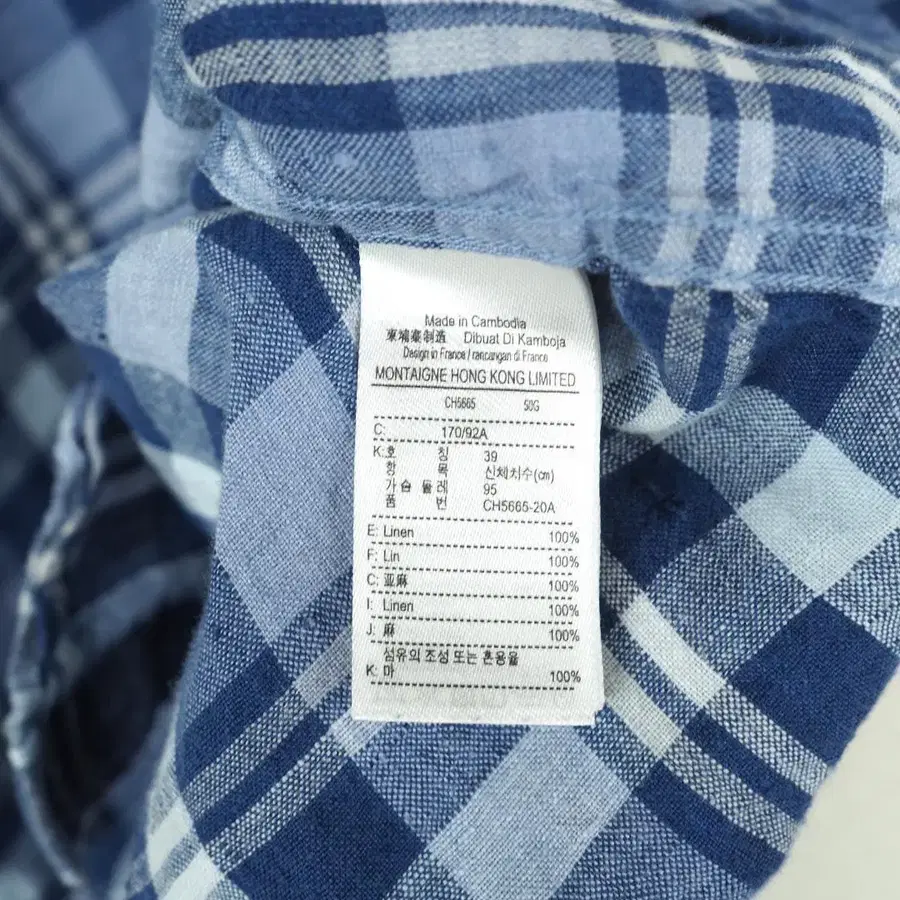 Made in Cambodia
柬埔寨制造 Dibuat Di Kamboja
Design in France / rancangan di France
MONTAIGNE HONG KONG LIMITED
CH5665 50G
C: 170/92A
K:호 칭 39
항 목 신체치수(㎝)
가슴 둘레 95
품 번 CH5665-20A
E: Linen 100%
F: Lin 100%
C: 亚麻 100%
I: Linen 100%
J: 麻 100%
섬유의 조성 또는 혼용율
K: 마 100%